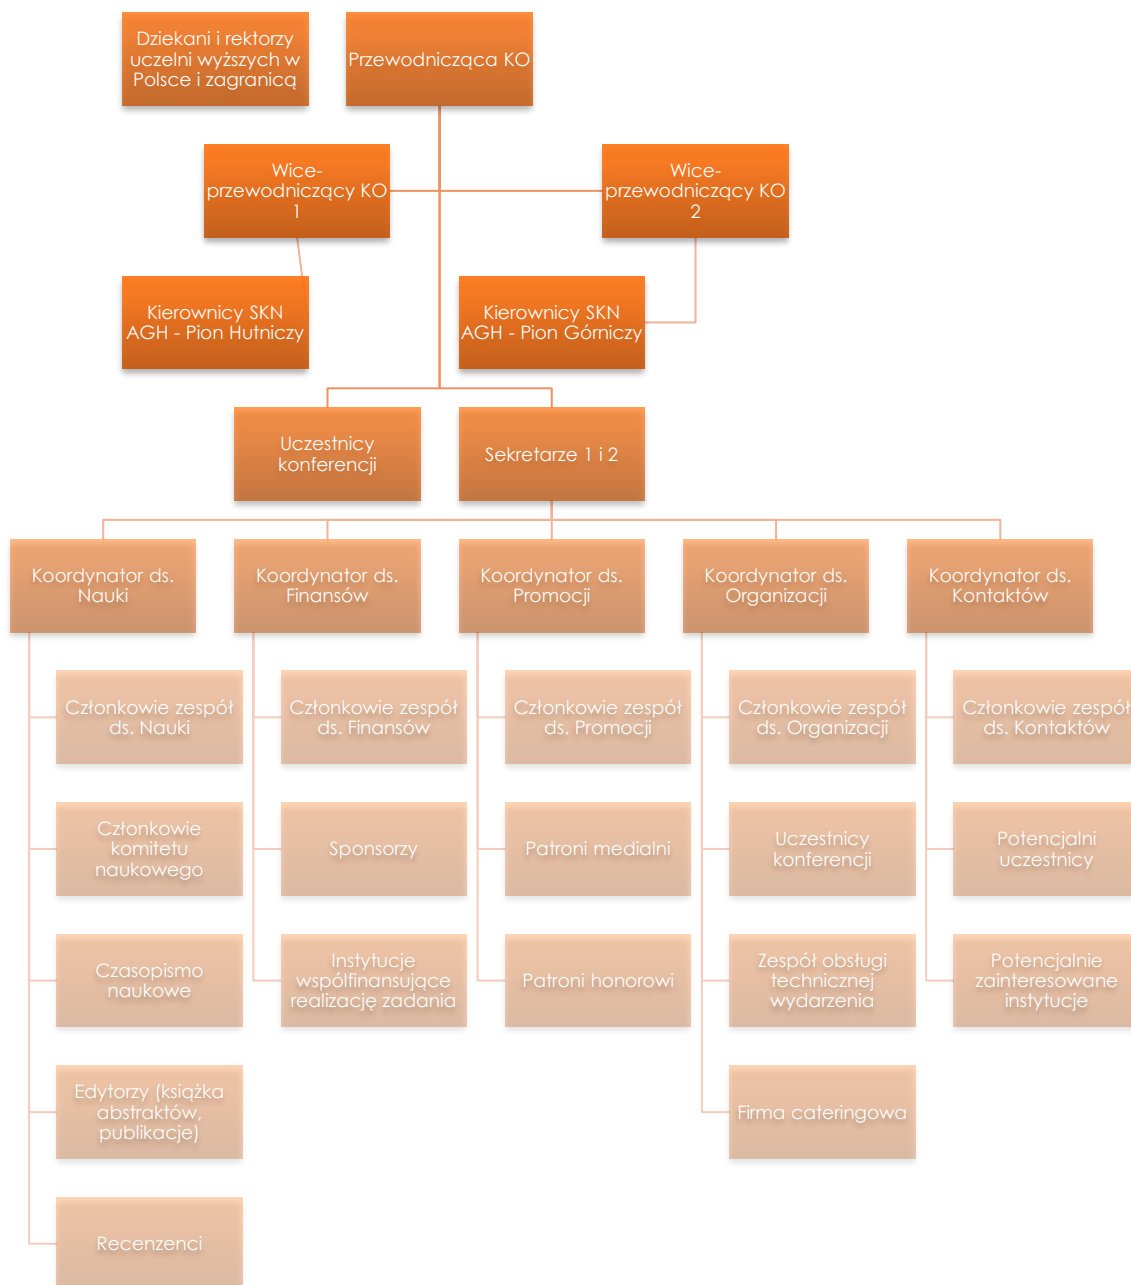 Dziekani i rektorzy
uczelni wyższych w
Polsce i zagranicą
Przewodnicząca KO
Wice-
przewodniczący KO
1
Wice-
przewodniczący KO
2
Kierownicy SKN
AGH - Pion Hutniczy
Kierownicy SKN
AGH - Pion Górniczy
Uczestnicy
konferencji
Sekretarze 1 i 2
Koordynator ds.
Nauki
Koordynator ds.
Finansów
Koordynator ds.
Promocji
Koordynator ds.
Organizacji
Koordynator ds.
Kontaktów
Członkowie zespół
ds. Nauki
Członkowie zespół
ds. Finansów
Członkowie zespół
ds. Promocji
Członkowie zespół
ds. Organizacji
Członkowie zespół
ds. Kontaktów
Członkowie
komitetu
naukowego
Sponsorzy
Patroni medialni
Uczestnicy
konferencji
Potencjalni
uczestnicy
Czasopismo
naukowe
Instytucje
współfinansujące
realizację zadania
Patroni honorowi
Zespół obsługi
technicznej
wydarzenia
Potencjalnie
zainteresowane
instytucje
Edytorzy (książka
abstraktów,
publikacje)
Firma cateringowa
Recenzenci